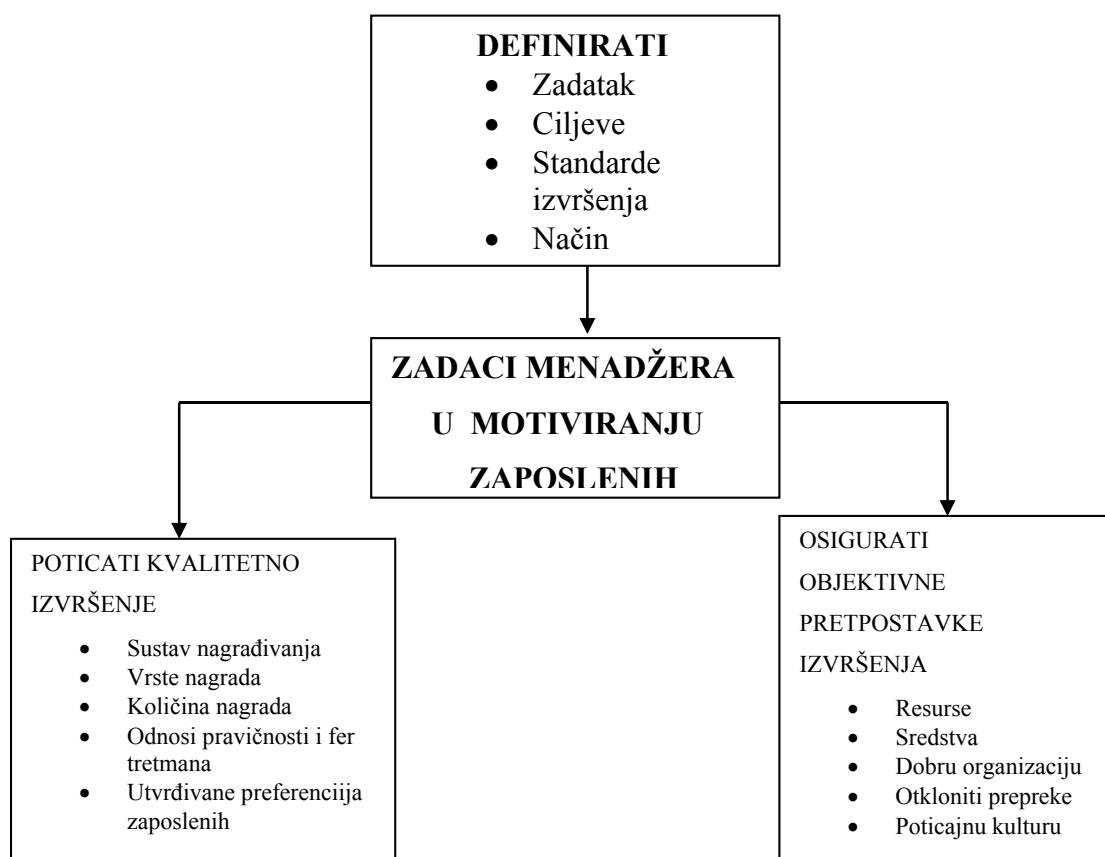 DEFINIRATI
• Zadatak
• Ciljeve
• Standarde
izvršenja
• Način
ZADACI MENADŽERA
U MOTIVIRANJU
ZAPOSLENIH
POTICATI KVALITETNO
IZVRŠENJE
• Sustav nagrađivanja
• Vrste nagrada
• Količina nagrada
• Odnosi pravičnosti i fer
tretmana
• Utvrđivane preferenciija
zaposlenih
OSIGURATI
OBJEKTIVNE
PRETPOSTAVKE
IZVRŠENJA
• Resurse
• Sredstva
• Dobru organizaciju
• Otkloniti prepreke
• Poticajnu kulturu